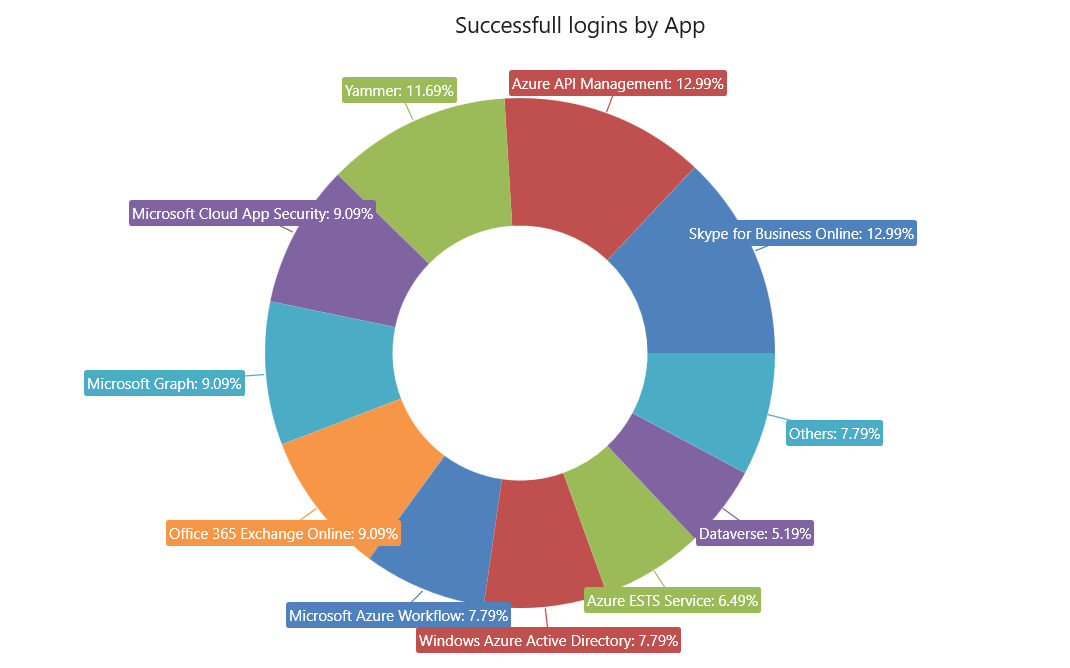 Successfull logins by App
Azure API Management: 12.99%
Yammer: 11.69%
Microsoft Cloud App Security: 9.09%
Skype for Business Online: 12.99%
Microsoft Graph: 9.09%
Others: 7.79%
Office 365 Exchange Online: 9.09%
Dataverse: 5.19%
Azure ESTS Service: 6.49%
Microsoft Azure Workflow: 7.79%
Windows Azure Active Directory: 7.79%